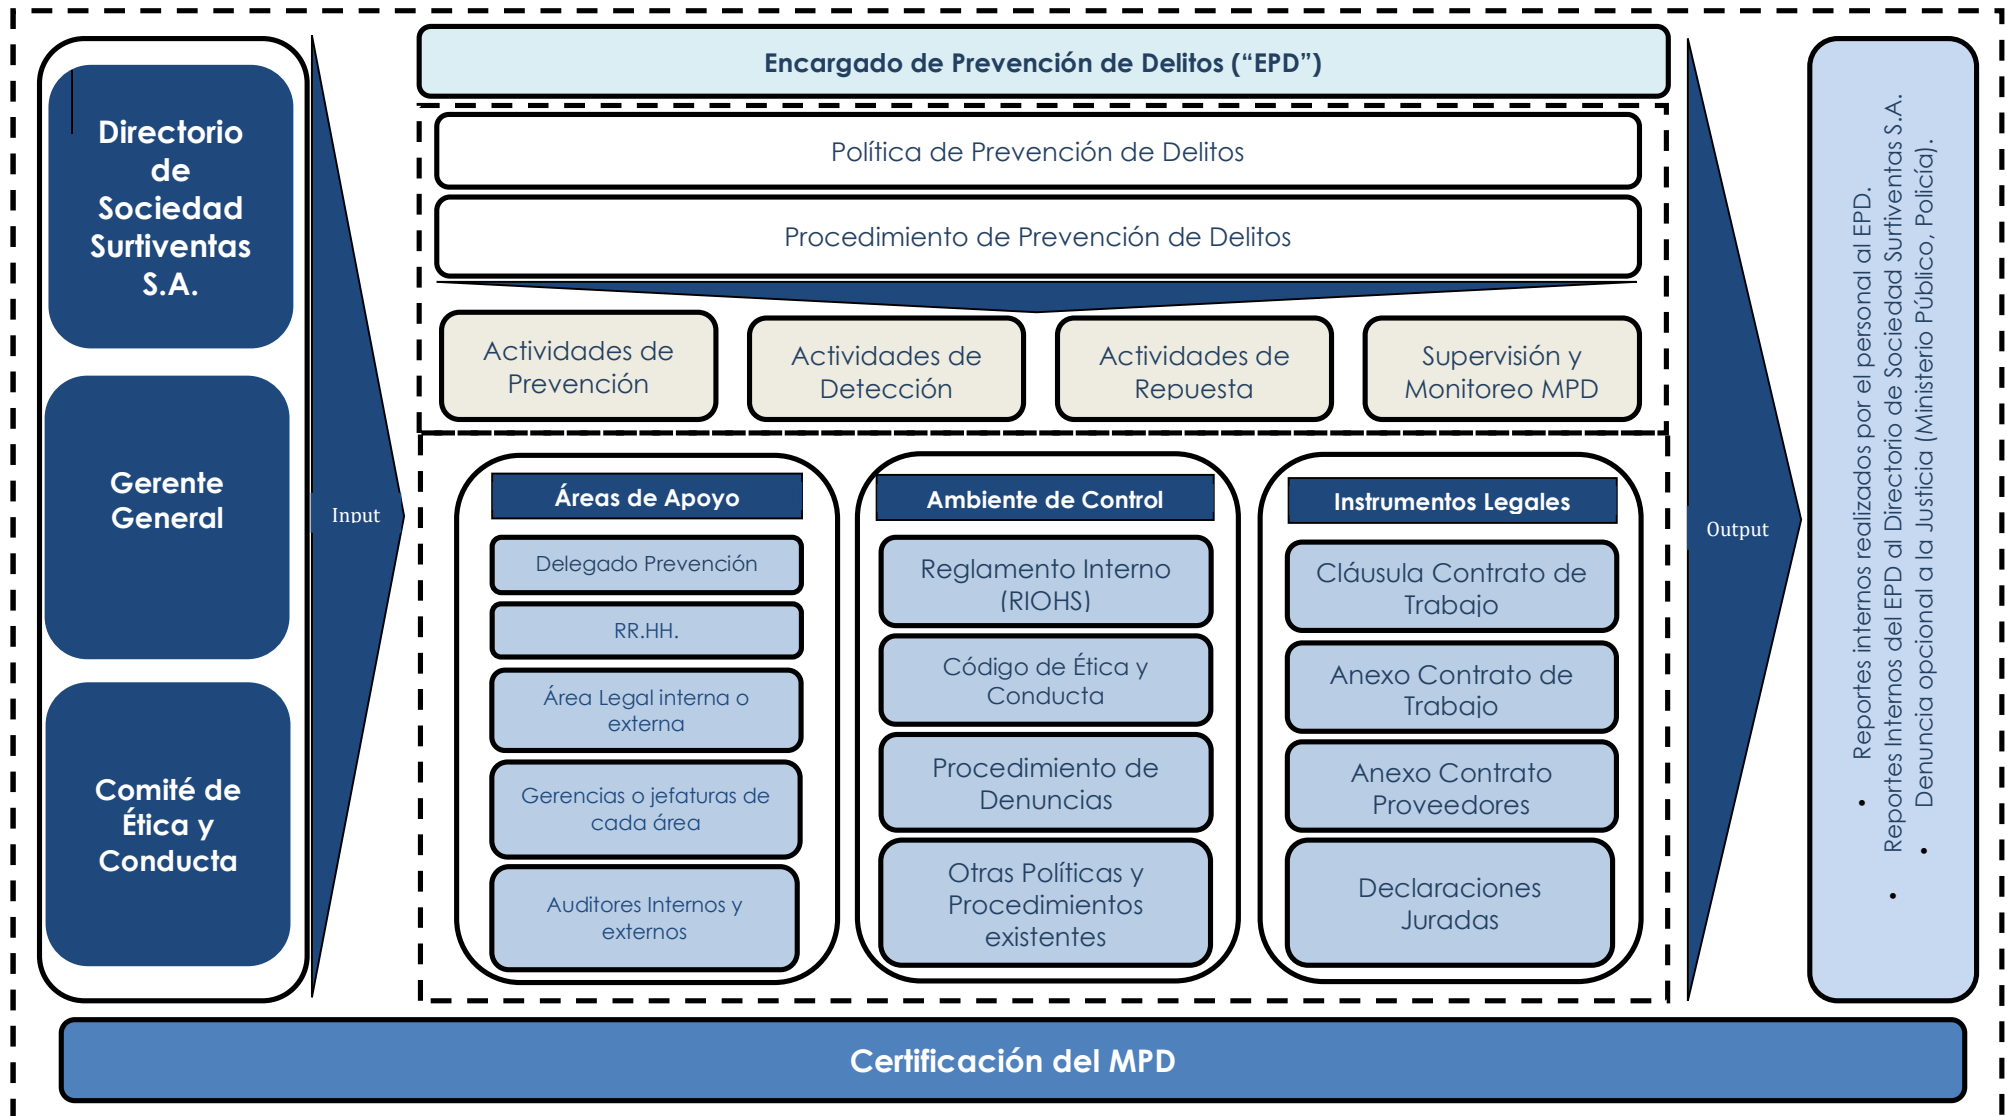 Directorio
de
Sociedad
Surtiventas
S.A.
Gerente
General
Comité de
Ética y
Conducta
Input
Encargado de Prevención de Delitos (“EPD”)
Política de Prevención de Delitos
Procedimiento de Prevención de Delitos
Actividades de
Prevención
Actividades de
Detección
Actividades de
Repuesta
Supervisión y
Monitoreo MPD
Áreas de Apoyo
Delegado Prevención
RR.HH.
Área Legal interna o
externa
Gerencias o jefaturas de
cada área
Auditores Internos y
externos
Ambiente de Control
Reglamento Interno
(RIOHS)
Código de Ética y
Conducta
Procedimiento de
Denuncias
Otras Políticas y
Procedimientos
existentes
Instrumentos Legales
Cláusula Contrato de
Trabajo
Anexo Contrato de
Trabajo
Anexo Contrato
Proveedores
Declaraciones
Juradas
Output
• Reportes internos realizados por el personal al EPD.
• Reportes Internos del EPD al Directorio de Sociedad Surtiventas S.A.
• Denuncia opcional a la Justicia (Ministerio Público, Policía).
Certificación del MPD